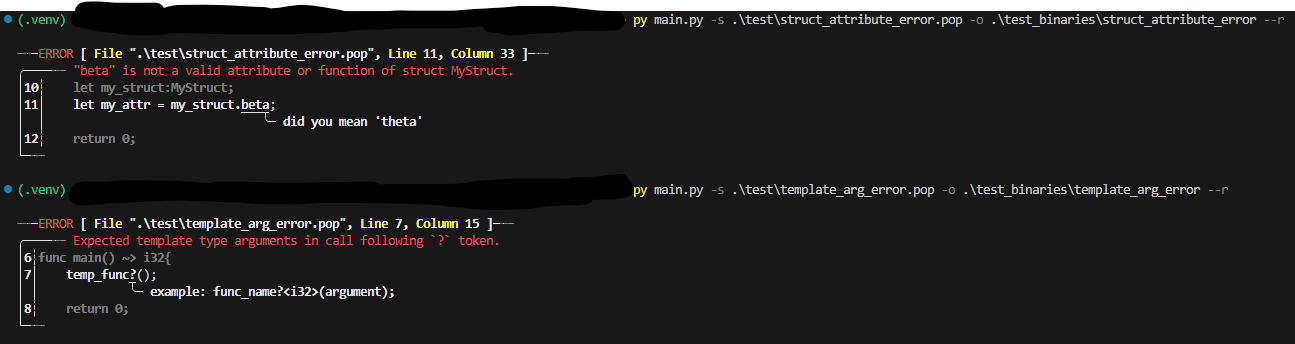 (.venv) py main.py -s .\test\struct_attribute_error.pop -o .\test_binaries\struct_attribute_error --r
ERROR [ File ".\test\struct_attribute_error.pop", Line 11, Column 33 ]
"beta" is not a valid attribute or function of struct MyStruct.
10 let my_struct:MyStruct;
11 let my_attr = my_struct.beta;
did you mean 'theta'
12 return 0;
(.venv) py main.py -s .\test\template_arg_error.pop -o .\test_binaries\template_arg_error --r
ERROR [ File ".\test\template_arg_error.pop", Line 7, Column 15 ]
Expected template type arguments in call following `?` token.
6 func main() ~> i32{
7 temp_func?();
example: func_name?<i32>(argument);
8 return 0;